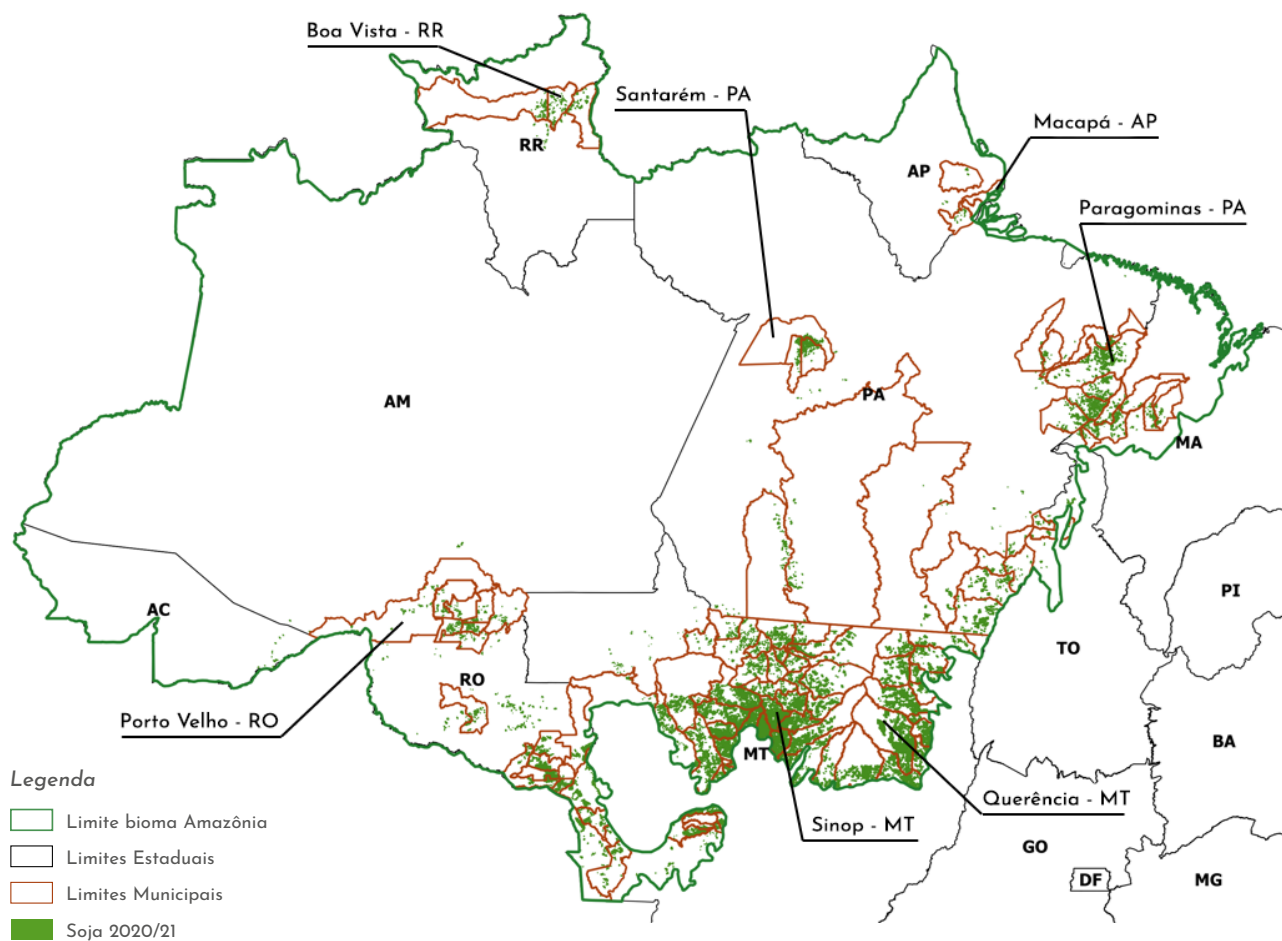 Boa Vista - RR
Santarém - PA
Macapá - AP
RR
AP
Paragominas - PA
AM
PA
MA
AC
PI
TO
RO
Porto Velho - RO
BA
MT
Querência - MT
Sinop - MT
GO
DF
MG
Legenda
Limite bioma Amazônia
Limites Estaduais
Limites Municipais
Soja 2020/21